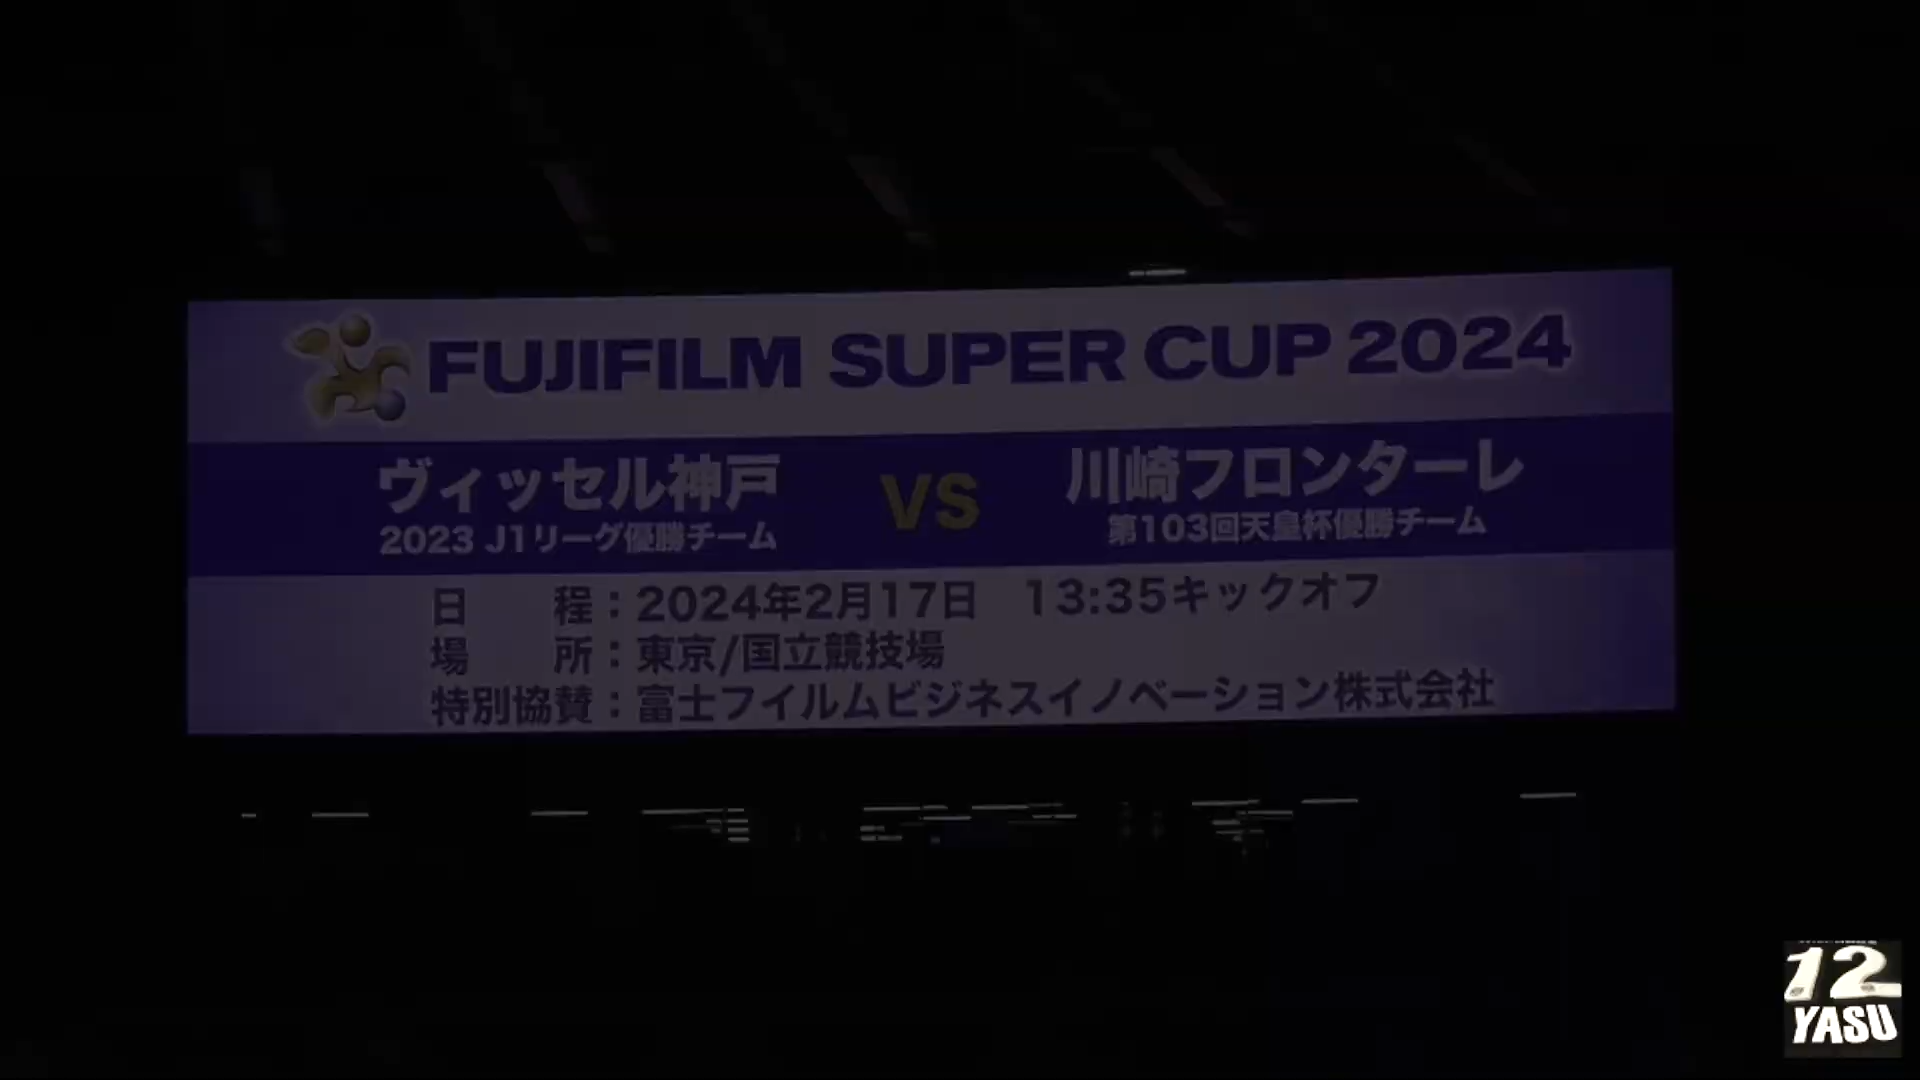 FUJIFILM SUPER CUP 2024
ヴィッセル神戸 VS 川崎フロンターレ
2023 J1リーグ優勝チーム 第103回天皇杯優勝チーム
日 程：2024年2月17日 13:35キックオフ
場 所：東京/国立競技場
特別協賛：富士フイルムビジネスイノベーション株式会社
12
YASU